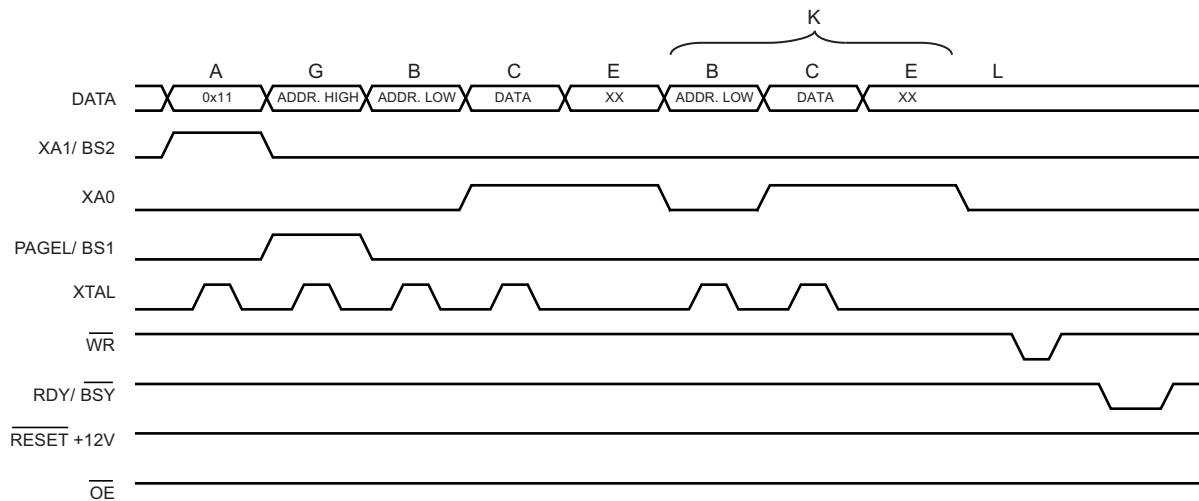 K
A G B C E B C E L
DATA 0x11 ADDR. HIGH ADDR. LOW DATA XX ADDR. LOW DATA XX
XA1/ BS2
XA0
PAGEL/ BS1
XTAL
WR
RDY/ BSY
RESET +12V
OE